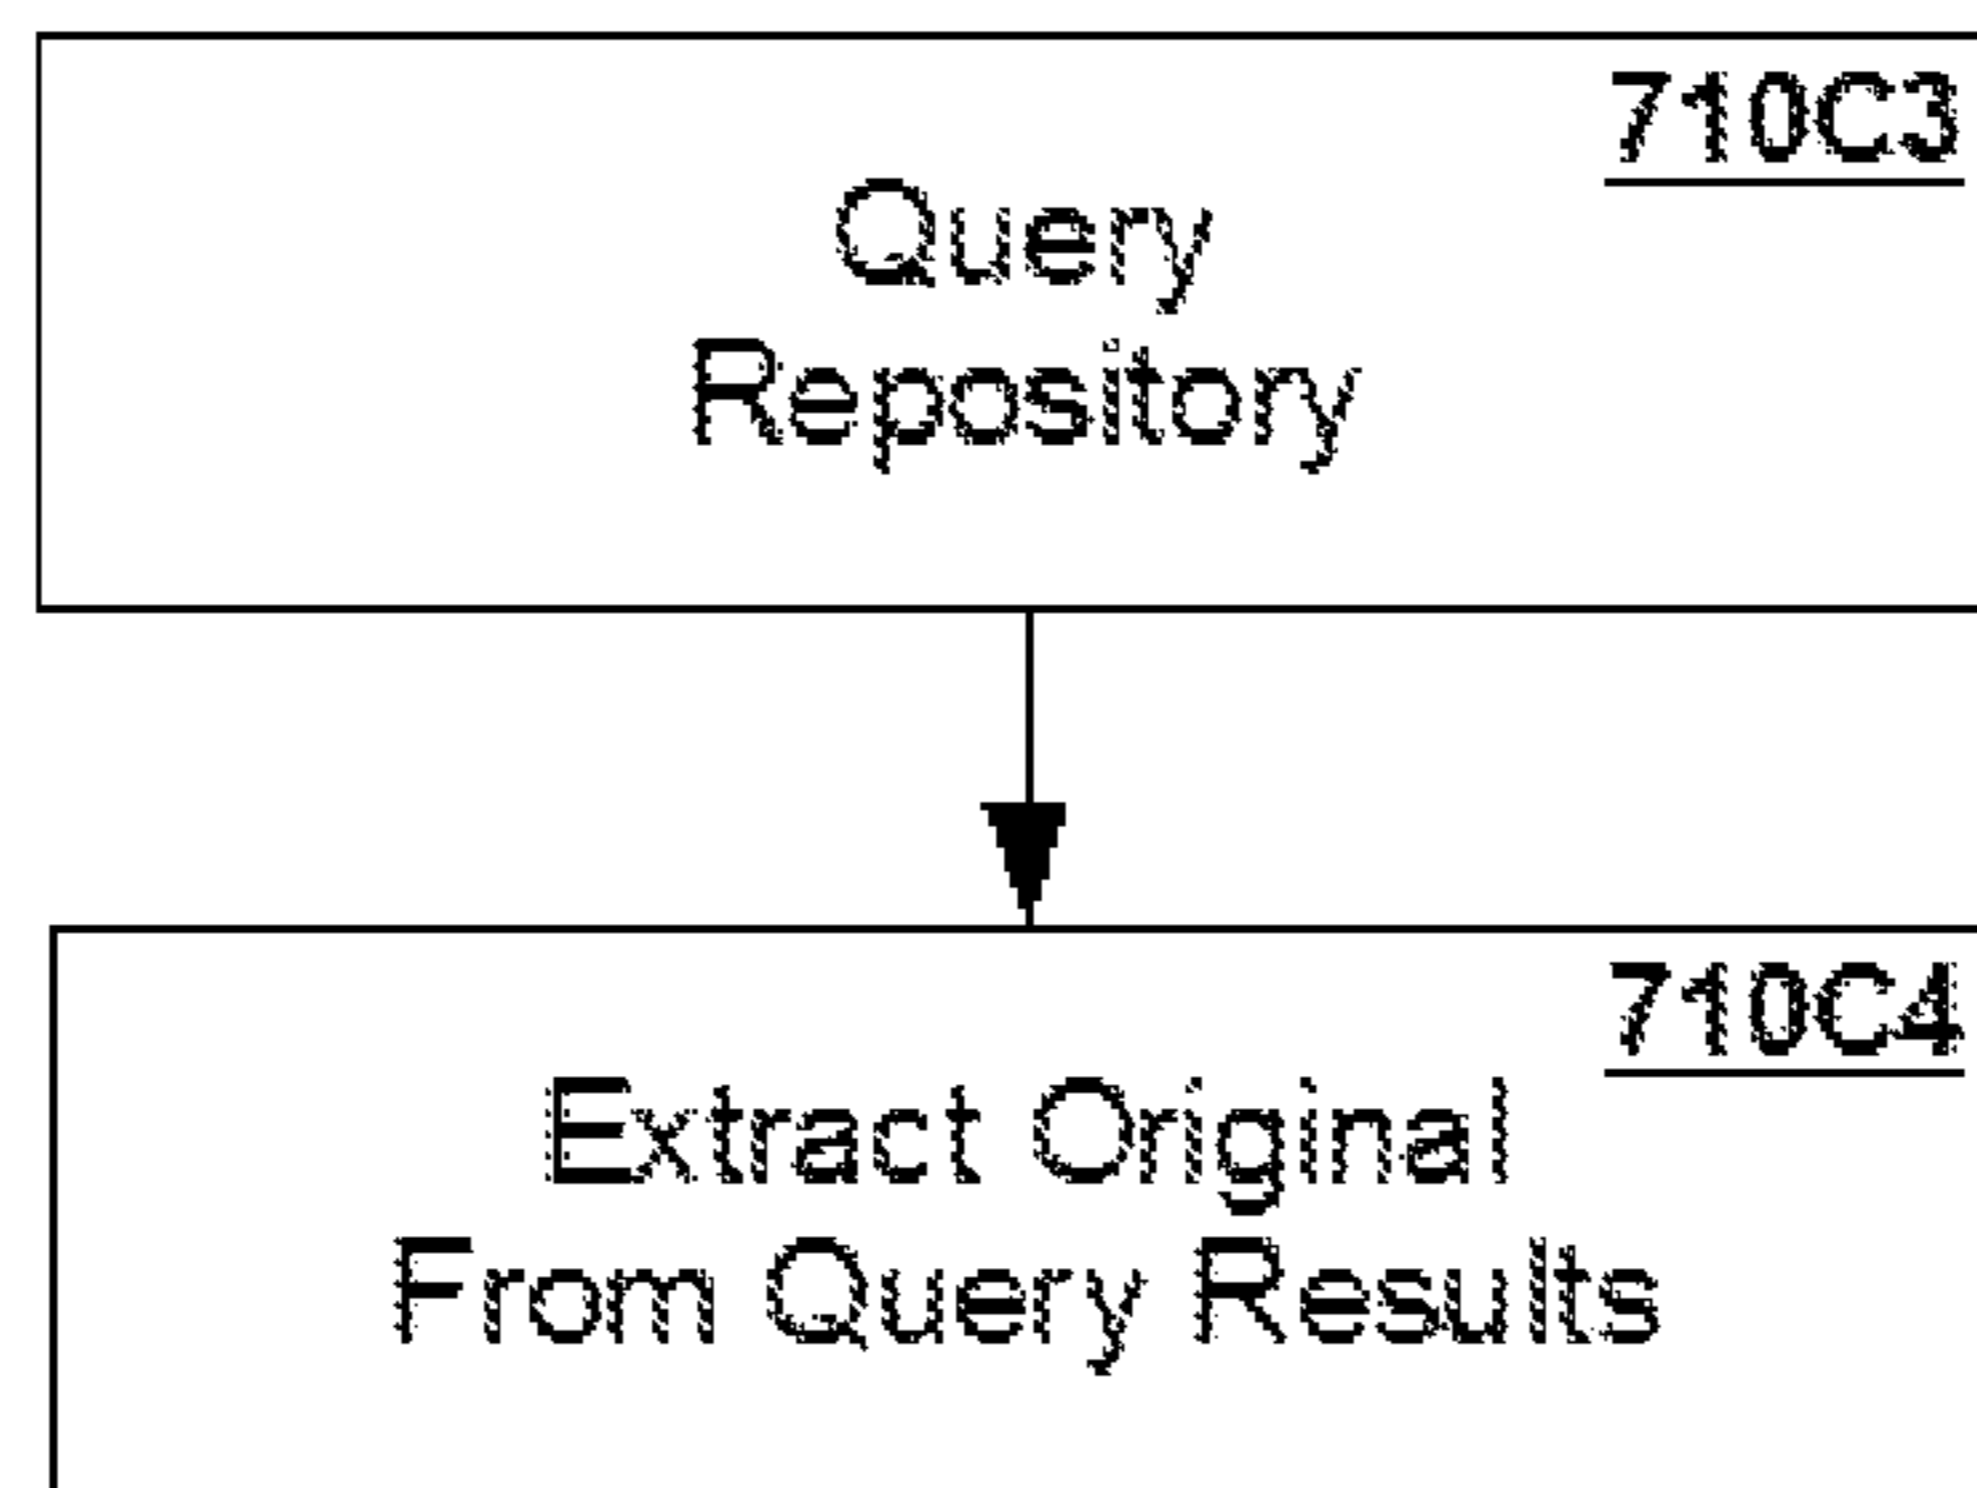 710C3
Query
Repository
710C4
Extract Original
From Query Results